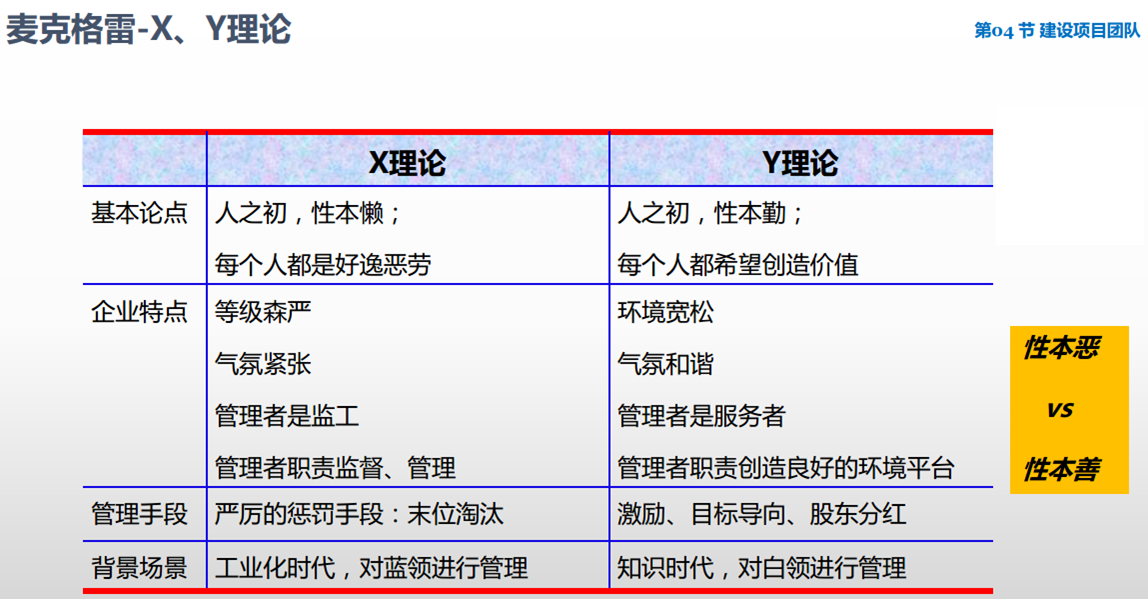 麦克格雷-X、Y理论
第04 节 建设项目团队
X理论
Y理论
基本论点
人之初，性本懒；
每个人都是好逸恶劳
人之初，性本勤；
每个人都希望创造价值
企业特点
等级森严
气氛紧张
管理者是监工
管理者职责监督、管理
环境宽松
气氛和谐
管理者是服务者
管理者职责创造良好的环境平台
管理手段
严厉的惩罚手段：末位淘汰
激励、目标导向、股东分红
背景场景
工业化时代，对蓝领进行管理
知识时代，对白领进行管理
性本恶
vs
性本善